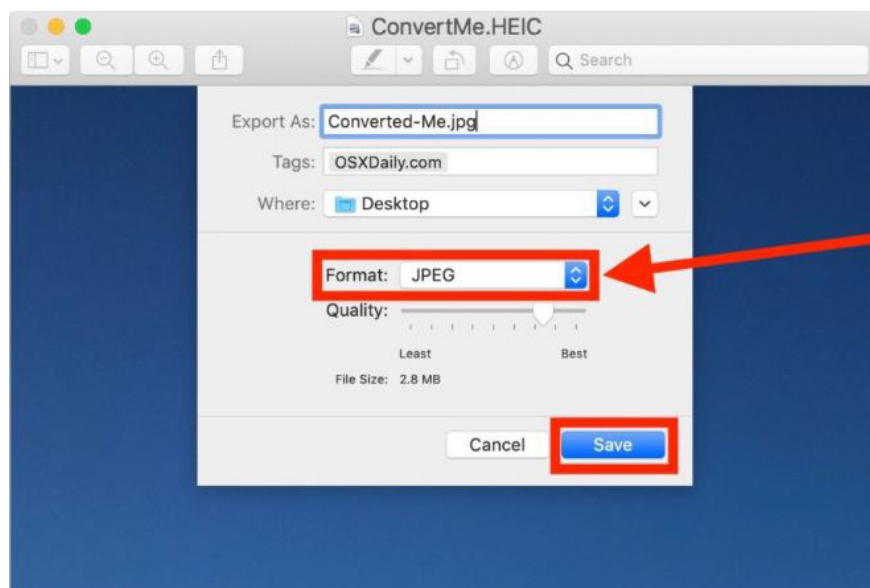 ConvertMe.HEIC
Search
Export As: Converted-Me.jpg
Tags: OSXDaily.com
Where: Desktop
Format: JPEG
Quality:
Least Best
File Size: 2.8 MB
Cancel Save